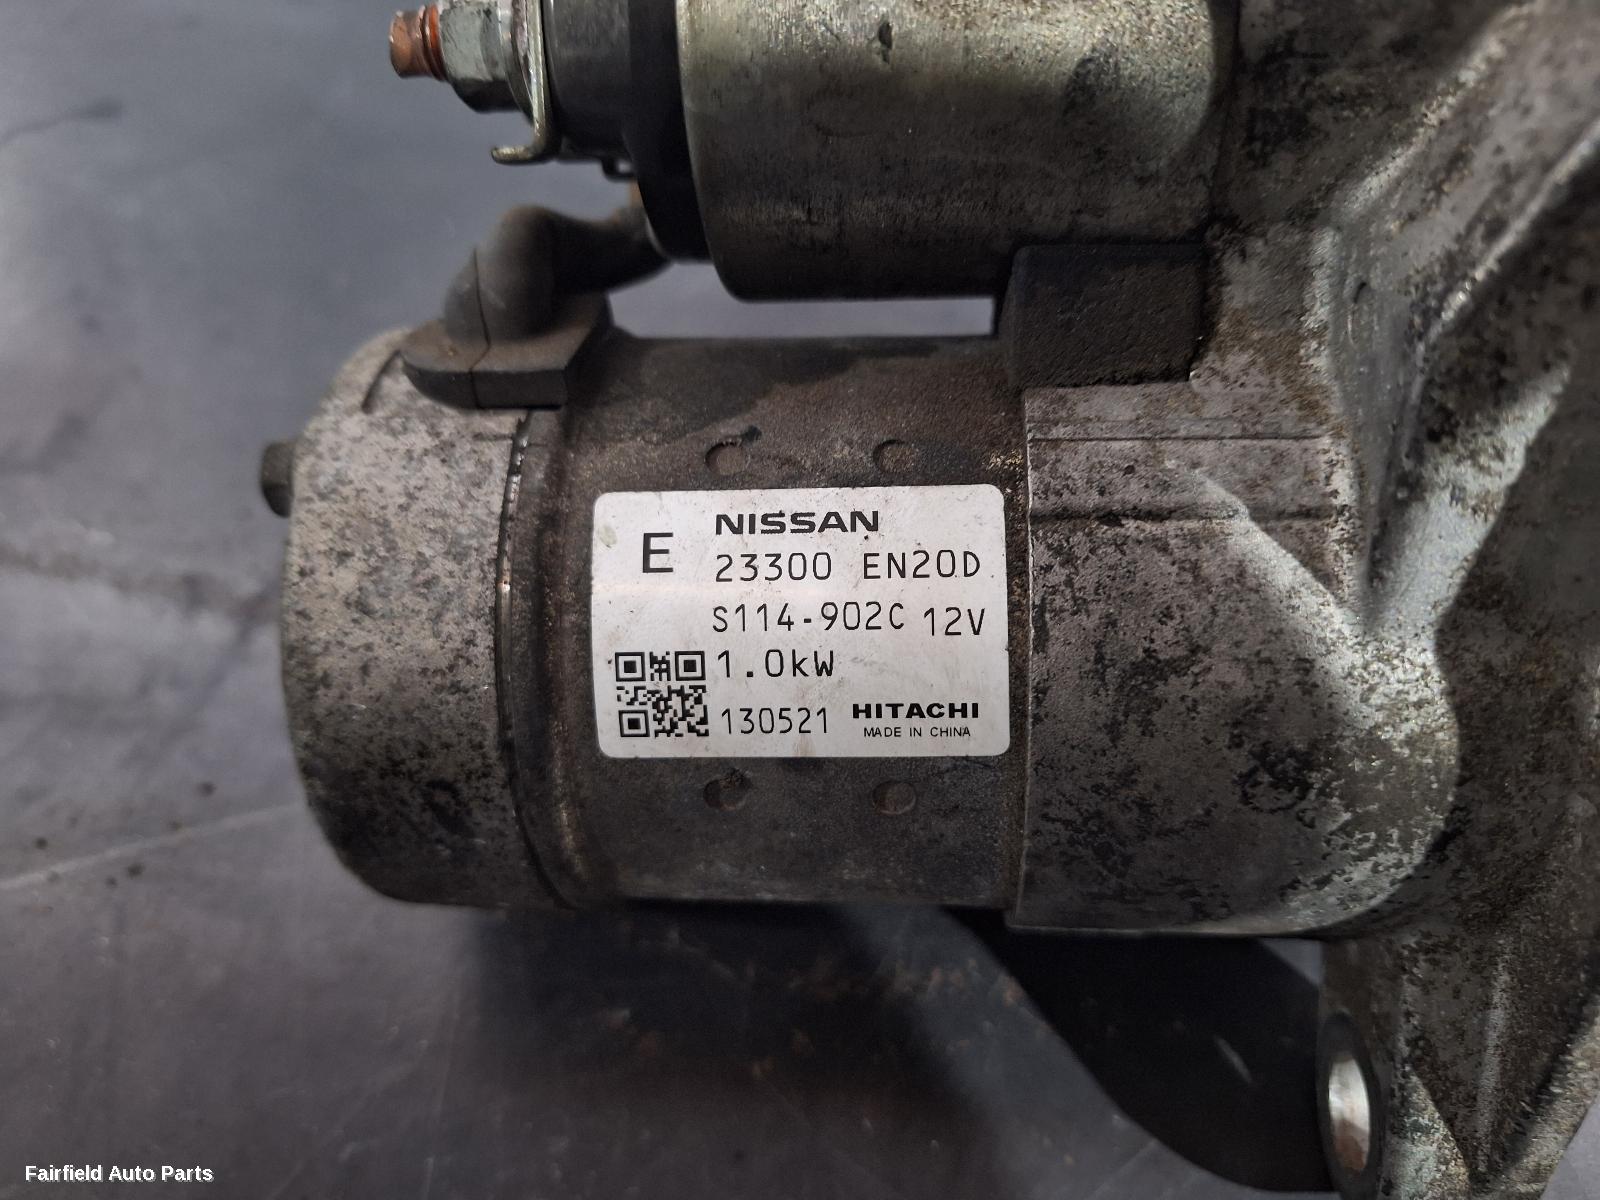 NISSAN
E 23300 EN20D
S114-902C 12V
1.0kW
130521 HITACHI
MADE IN CHINA
Fairfield Auto Parts